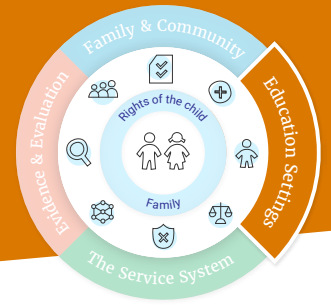 Family & Community
Education Settings
The Service System
Evidence & Evaluation
Rights of the child
Family